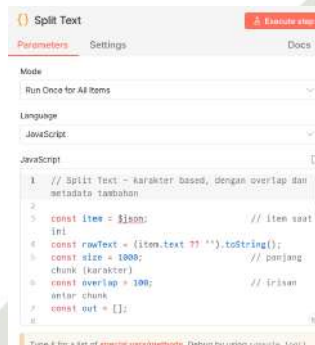 {} Split Text
Execute step
Parameters
Settings
Docs
Mode
Run Once for All Items
Language
JavaScript
JavaScript
1 // Split Text - karakter based, dengan overlap dan
metadata tambahan
2
3 const item = $json; // item saat
ini
4 const rawText = (item.text ?? "").toString();
5 const size = 1000; // panjang
chunk (karakter)
6 const overlap = 100; // irisan
antar chunk
7 const out = [];
8
Type $ for a list of special vars/methods. Debug by using console.log()